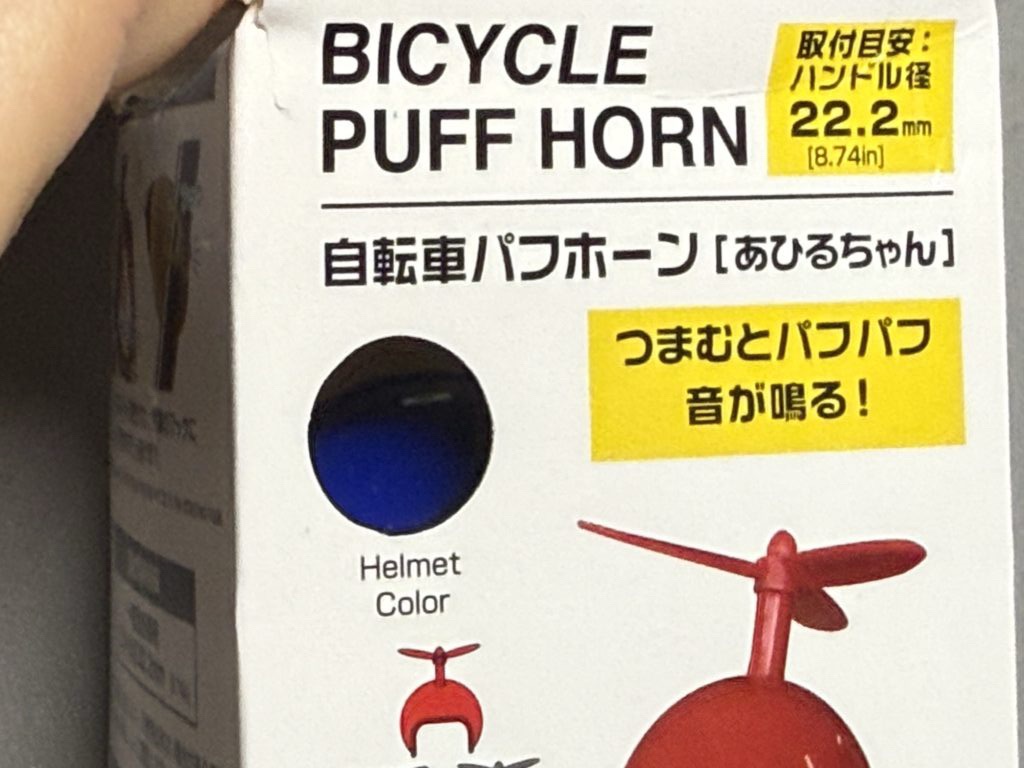 BICYCLE
PUFF HORN
取付目安:
ハンドル径
22.2mm
[8.74in]
自転車パフホーン[あひるちゃん]
つまむとパフパフ
音が鳴る!
Helmet
Color